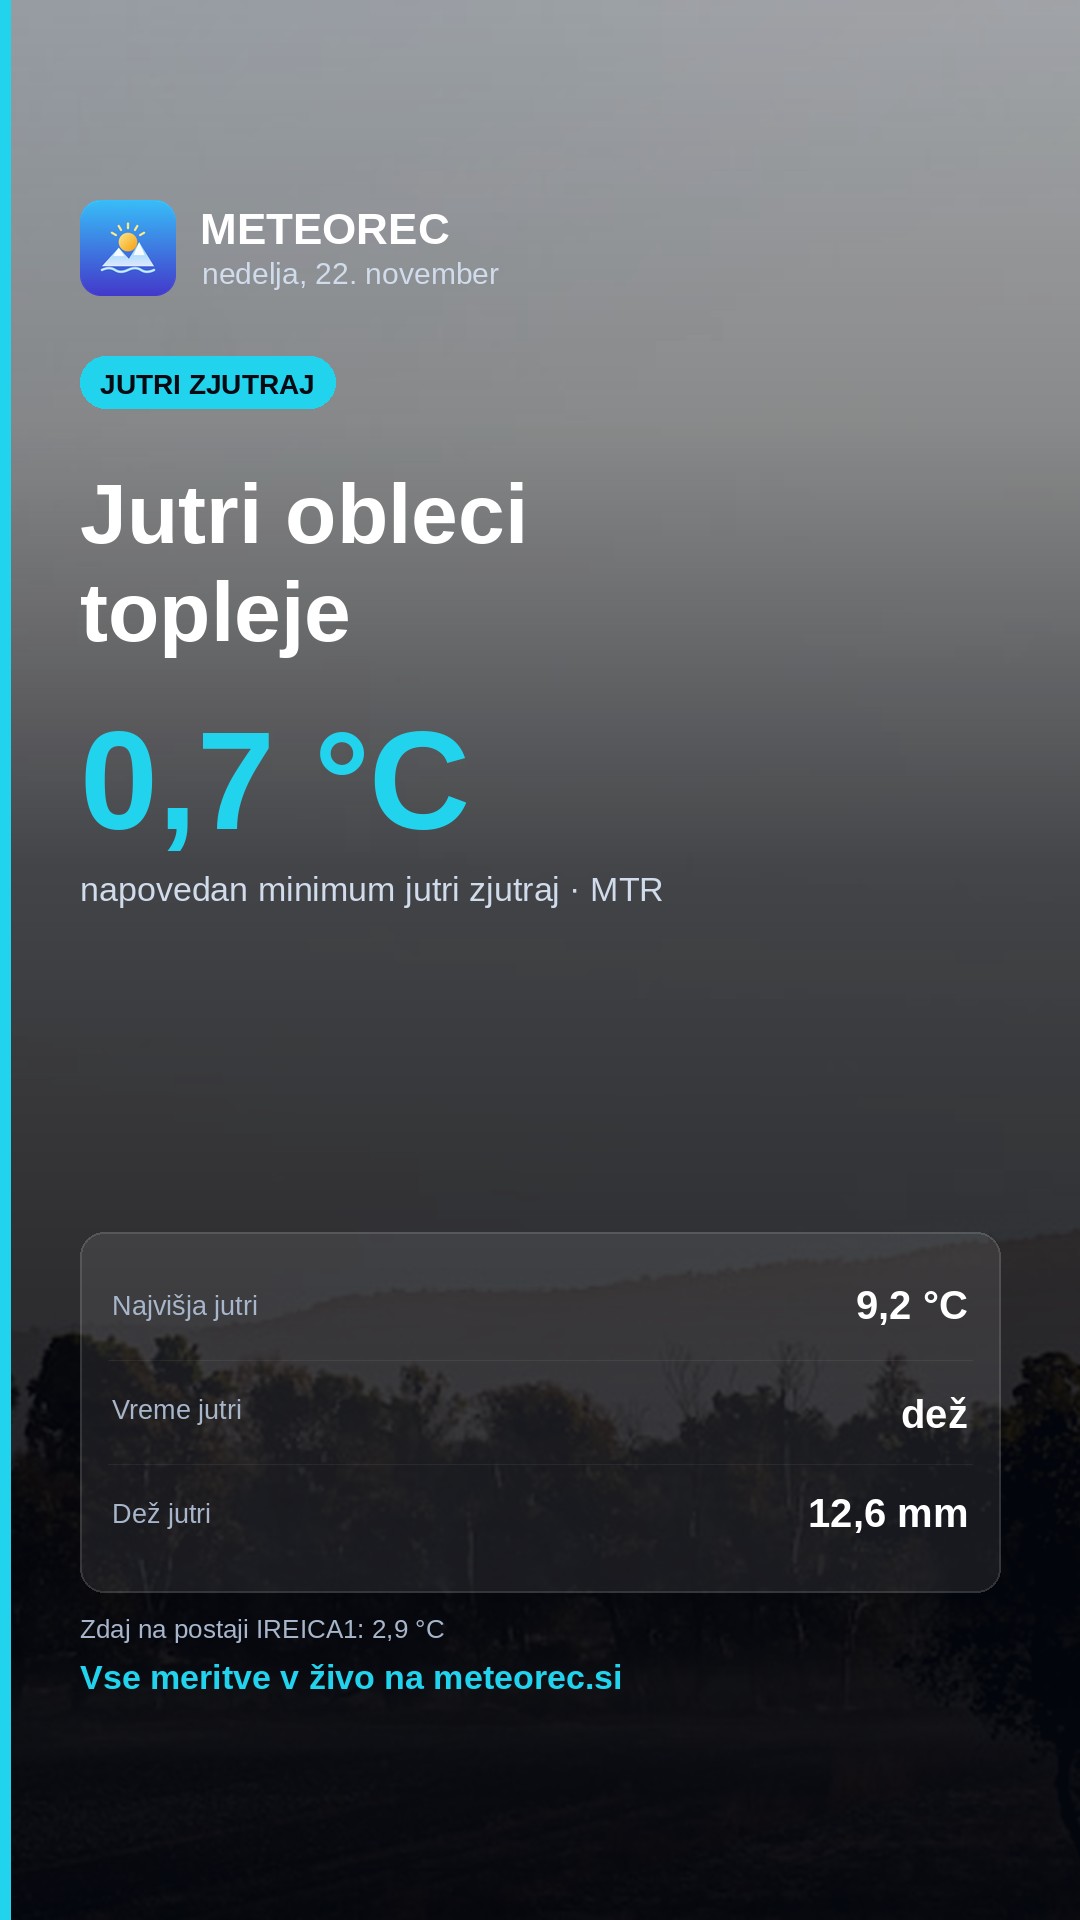 METEOREC
nedelja, 22. november
JUTRI ZJUTRAJ
Jutri obleci
topleje
0,7 °C
napovedan minimum jutri zjutraj · MTR
Najvišja jutri 9,2 °C
Vreme jutri dež
Dež jutri 12,6 mm
Zdaj na postaji IREICA1: 2,9 °C
Vse meritve v živo na meteorec.si